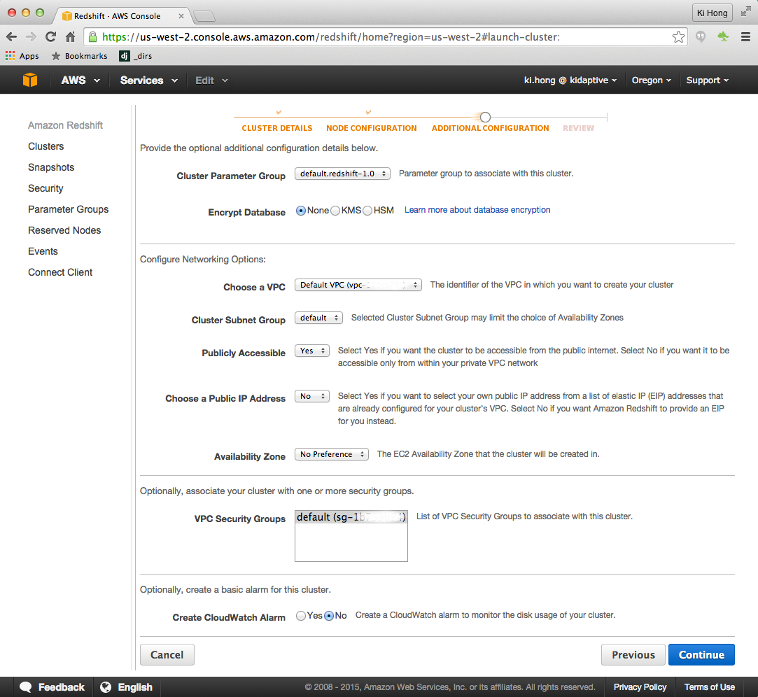 Redshift · AWS Console
Ki Hong
https://us-west-2.console.aws.amazon.com/redshift/home?region=us-west-2#launch-cluster:
Apps Bookmarks dj _dirs
AWS Services Edit ki.hong @ kidaptive Oregon Support
Amazon Redshift
Clusters
Snapshots
Security
Parameter Groups
Reserved Nodes
Events
Connect Client
CLUSTER DETAILS NODE CONFIGURATION ADDITIONAL CONFIGURATION REVIEW
Provide the optional additional configuration details below.
Cluster Parameter Group default.redshift-1.0 Parameter group to associate with this cluster.
Encrypt Database None KMS HSM Learn more about database encryption
Configure Networking Options:
Choose a VPC Default VPC (vpc- The identifier of the VPC in which you want to create your cluster
Cluster Subnet Group default Selected Cluster Subnet Group may limit the choice of Availability Zones
Publicly Accessible Yes Select Yes if you want the cluster to be accessible from the public internet. Select No if you want it to be
accessible only from within your private VPC network
Choose a Public IP Address No Select Yes if you want to select your own public IP address from a list of elastic IP (EIP) addresses that
are already configured for your cluster's VPC. Select No if you want Amazon Redshift to provide an EIP
for you instead.
Availability Zone No Preference The EC2 Availability Zone that the cluster will be created in.
Optionally, associate your cluster with one or more security groups.
VPC Security Groups default (sg-1b ) List of VPC Security Groups to associate with this cluster.
Optionally, create a basic alarm for this cluster.
Create CloudWatch Alarm Yes No Create a CloudWatch alarm to monitor the disk usage of your cluster.
Cancel Previous Continue
Feedback English © 2008 - 2015, Amazon Web Services, Inc. or its affiliates. All rights reserved. Privacy Policy Terms of Use